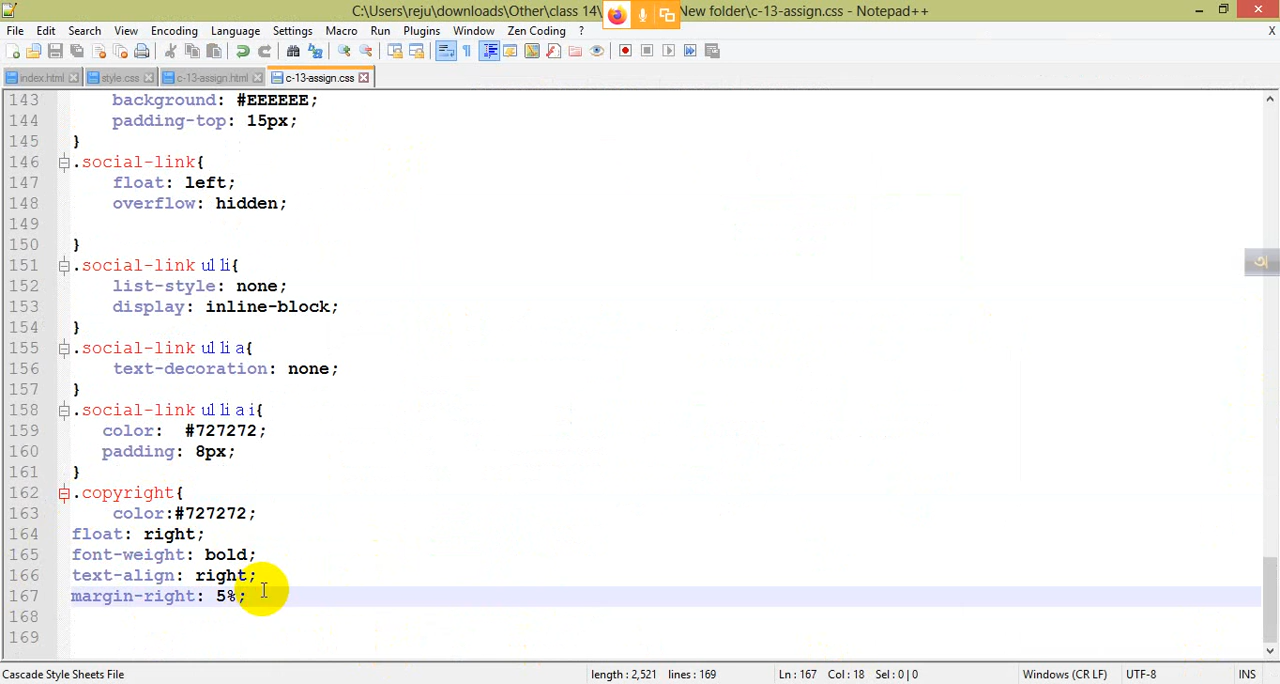 C:\Users\reju\downloads\Other\class 14\ New folder\c-13-assign.css - Notepad++
File Edit Search View Encoding Language Settings Macro Run Plugins Window Zen Coding ? X
index.html style.css c-13-assign.html c-13-assign.css
143 background: #EEEEEE;
144 padding-top: 15px;
145 }
146 .social-link{
147 float: left;
148 overflow: hidden;
149
150 }
151 .social-link ul li{
152 list-style: none;
153 display: inline-block;
154 }
155 .social-link ul li a{
156 text-decoration: none;
157 }
158 .social-link ul li a i{
159 color:  #727272;
160 padding: 8px;
161 }
162 .copyright{
163 color:#727272;
164 float: right;
165 font-weight: bold;
166 text-align: right;
167 margin-right: 5%;
168
169
অ
Cascade Style Sheets File length : 2,521 lines : 169 Ln : 167 Col : 18 Sel : 0 | 0 Windows (CR LF) UTF-8 INS